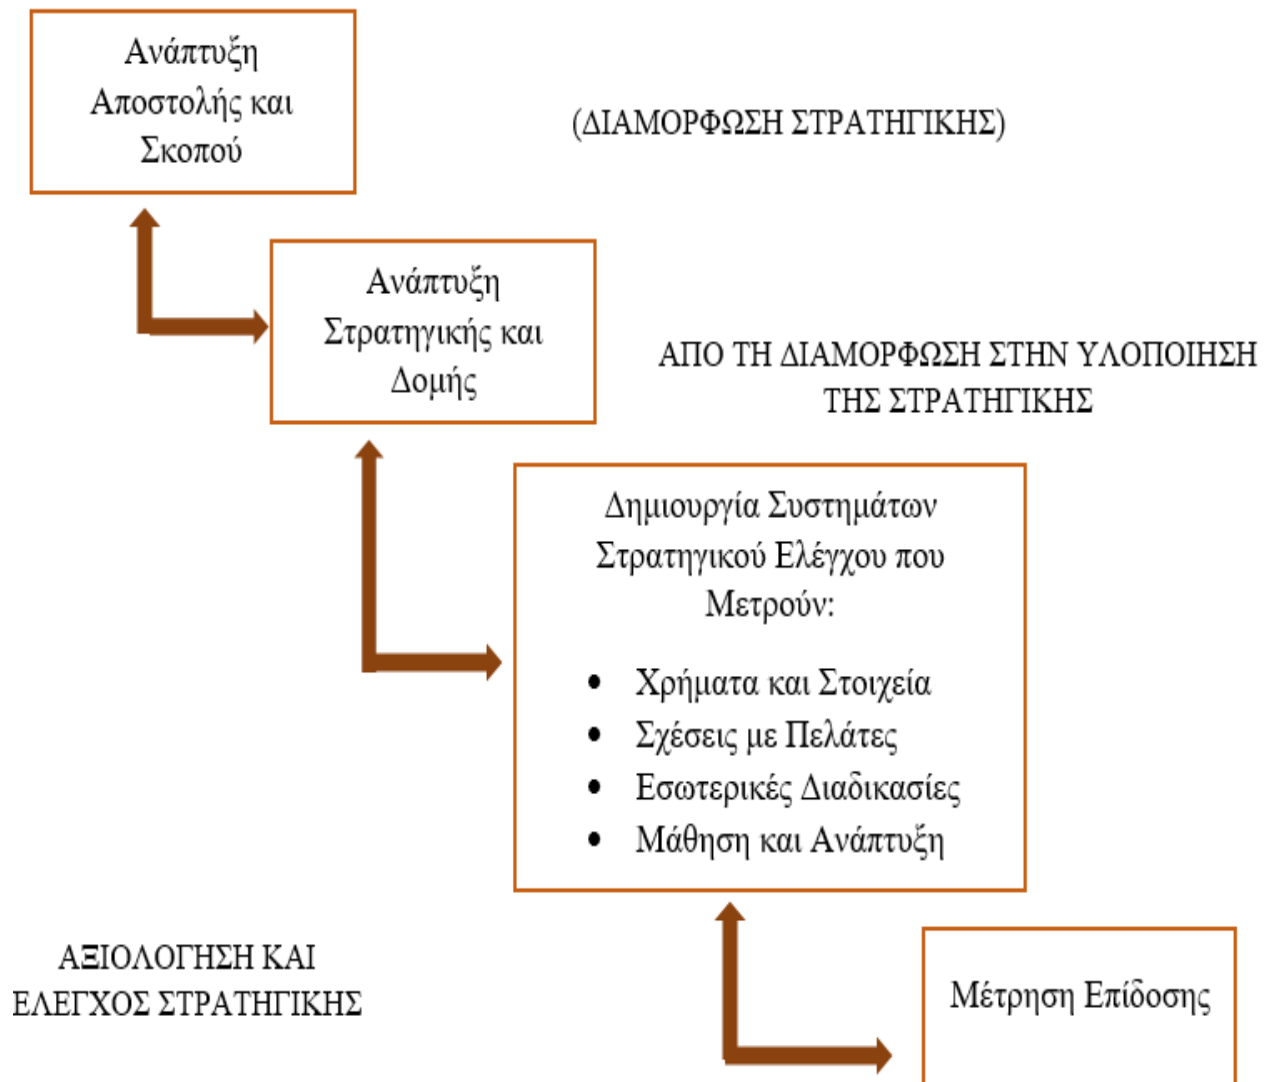 Ανάπτυξη
Αποστολής και
Σκοπού
(ΔΙΑΜΟΡΦΩΣΗ ΣΤΡΑΤΗΓΙΚΗΣ)
Ανάπτυξη
Στρατηγικής και
Δομής
ΑΠΟ ΤΗ ΔΙΑΜΟΡΦΩΣΗ ΣΤΗΝ ΥΛΟΠΟΙΗΣΗ
ΤΗΣ ΣΤΡΑΤΗΓΙΚΗΣ
Δημιουργία Συστημάτων
Στρατηγικού Ελέγχου που
Μετρούν:
• Χρήματα και Στοιχεία
• Σχέσεις με Πελάτες
• Εσωτερικές Διαδικασίες
• Μάθηση και Ανάπτυξη
ΑΞΙΟΛΟΓΗΣΗ ΚΑΙ
ΕΛΕΓΧΟΣ ΣΤΡΑΤΗΓΙΚΗΣ
Μέτρηση Επίδοσης